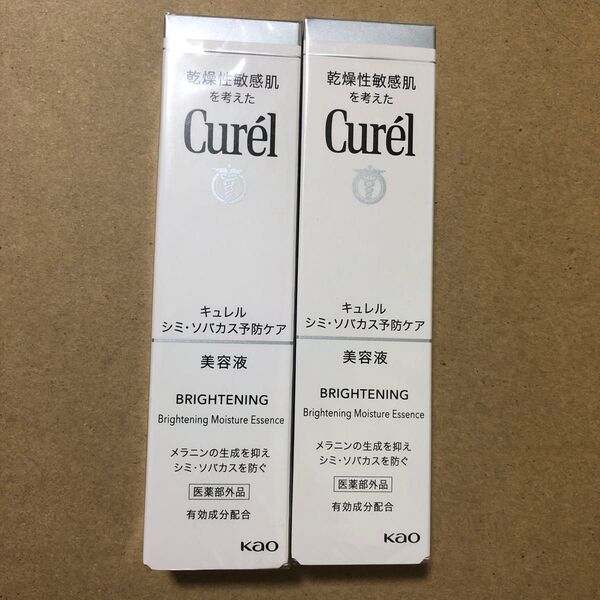 乾燥性敏感肌
を考えた
Curél
キュレル
シミ・ソバカス予防ケア
美容液
BRIGHTENING
Brightening Moisture Essence
メラニンの生成を抑え
シミ・ソバカスを防ぐ
医薬部外品
有効成分配合
Kao
乾燥性敏感肌
を考えた
Curél
キュレル
シミ・ソバカス予防ケア
美容液
BRIGHTENING
Brightening Moisture Essence
メラニンの生成を抑え
シミ・ソバカスを防ぐ
医薬部外品
有効成分配合
Kao